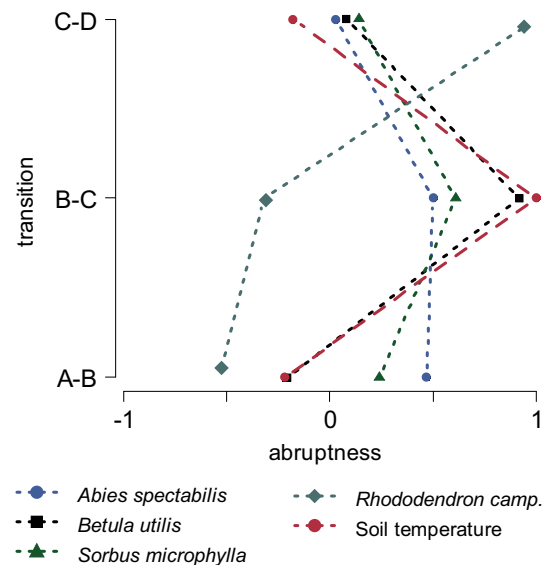 C-D
B-C
A-B
transition
-1
0
1
abruptness
Abies spectabilis
Betula utilis
Sorbus microphylla
Rhododendron camp.
Soil temperature